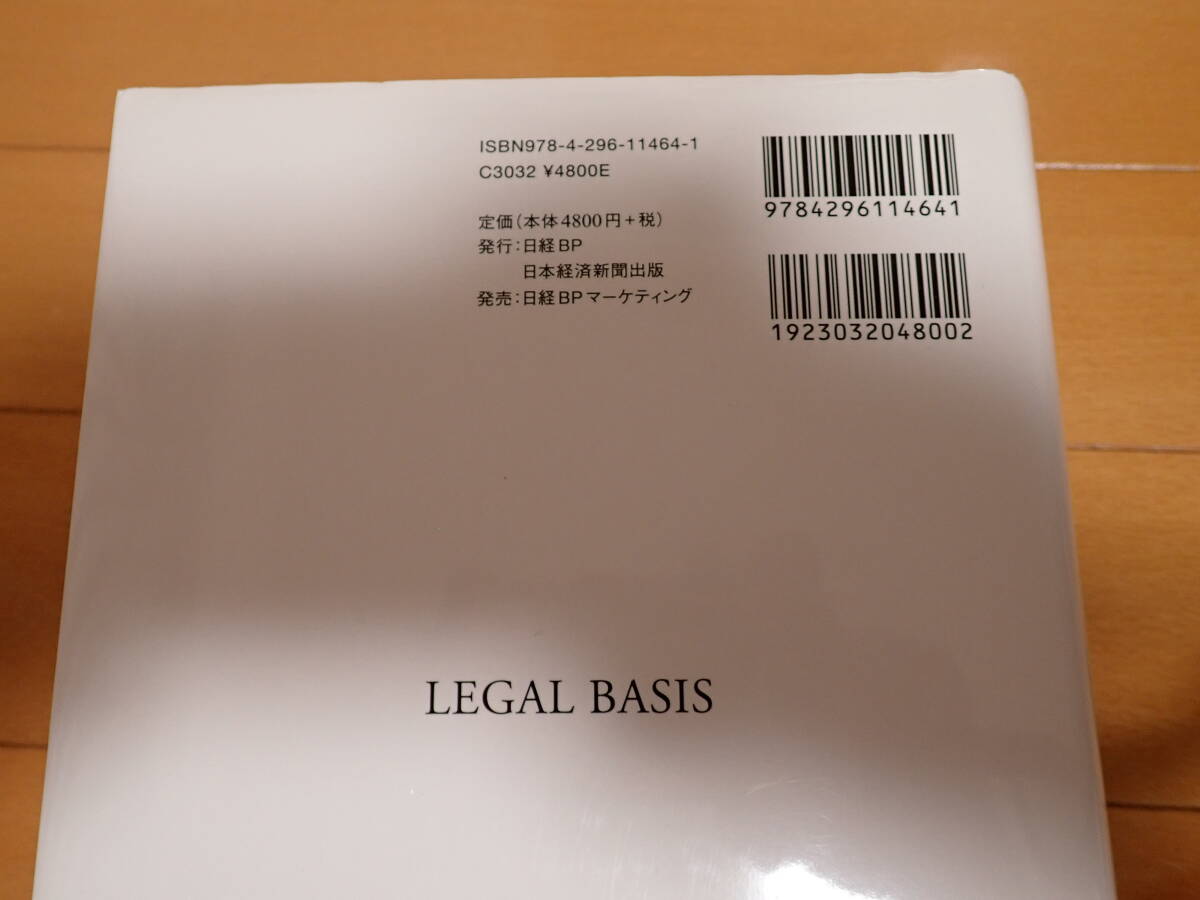 ISBN978-4-296-11464-1
C3032 ¥4800E
定価(本体4800円+税)
発行:日経BP
日本経済新聞出版
発売:日経BPマーケティング
9784296114641
1923032048002
LEGAL BASIS